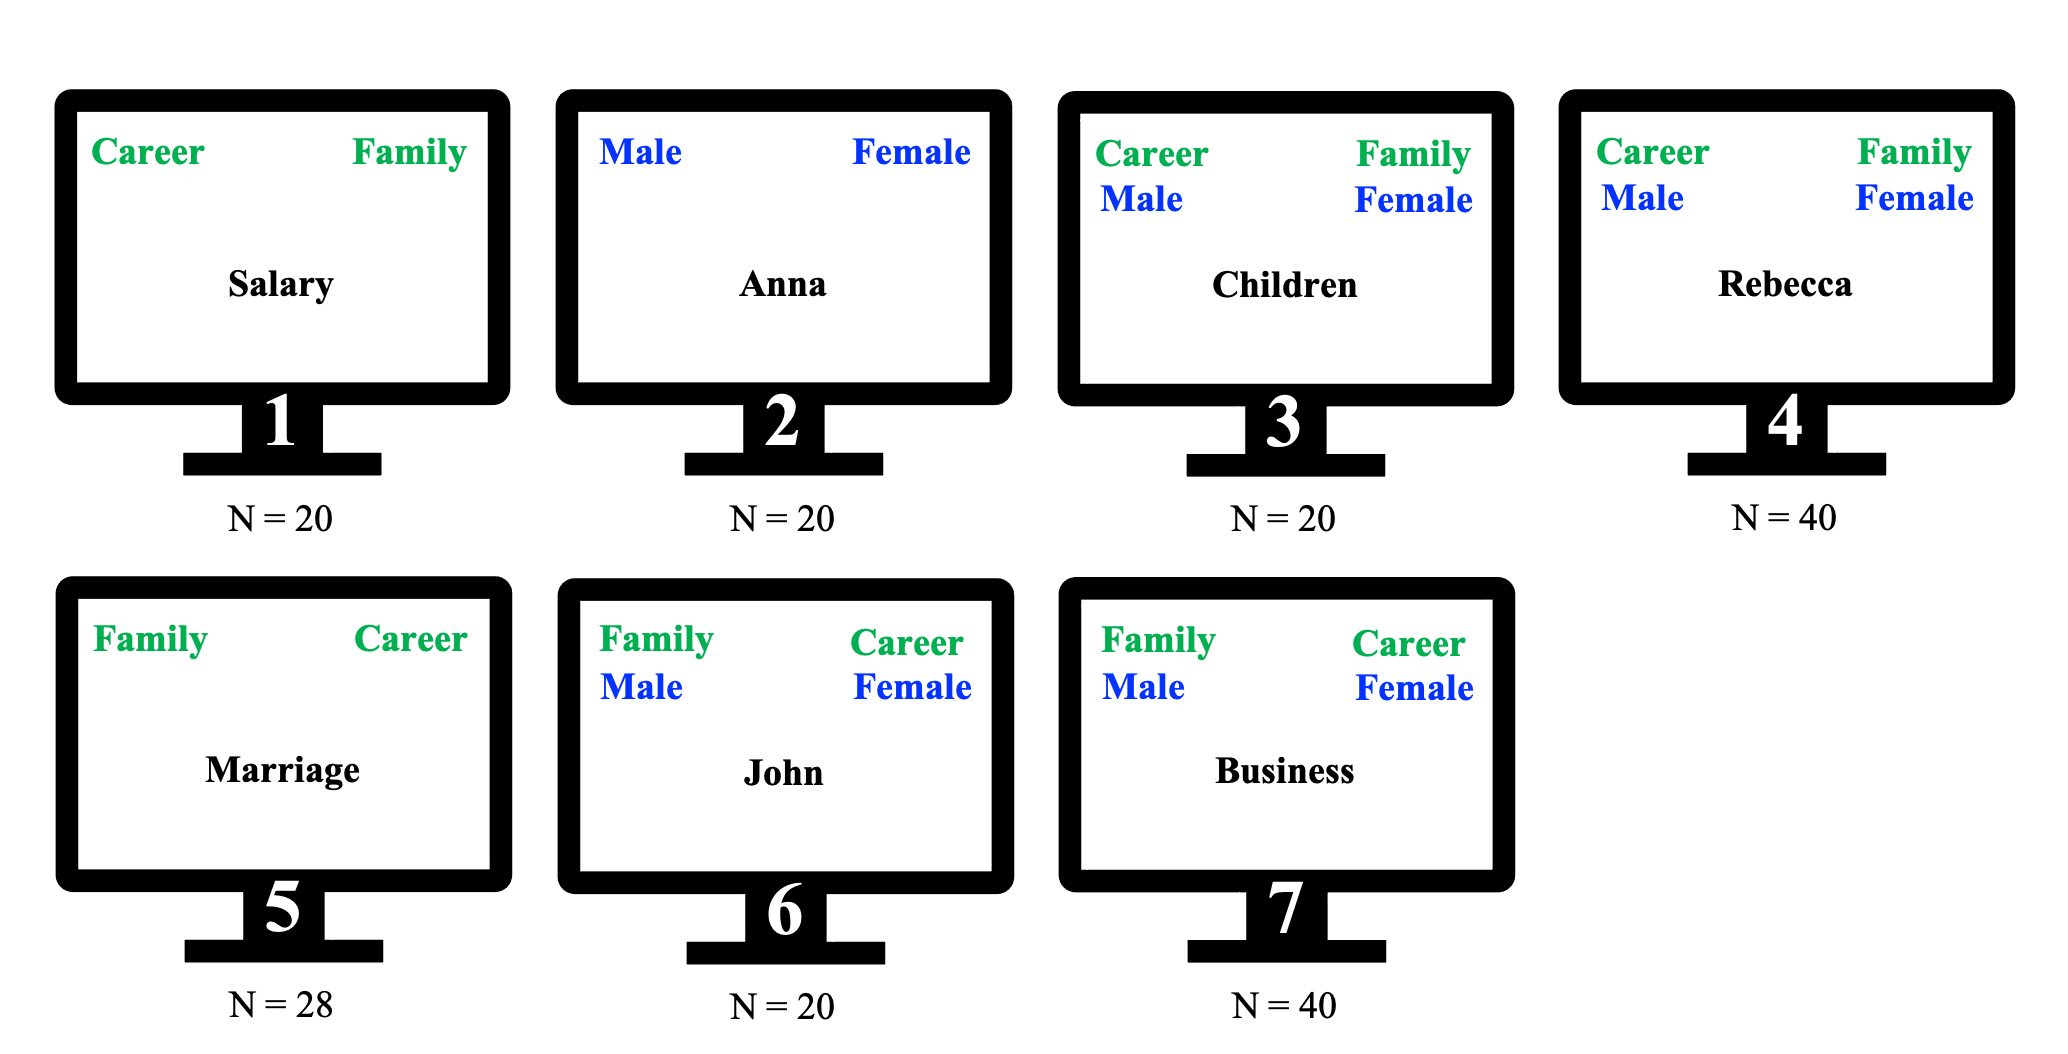 Career Family
Salary
1
N = 20
Male Female
Anna
2
N = 20
Career Family
Male Female
Children
3
N = 20
Career Family
Male Female
Rebecca
4
N = 40
Family Career
Marriage
5
N = 28
Family Career
Male Female
John
6
N = 20
Family Career
Male Female
Business
7
N = 40